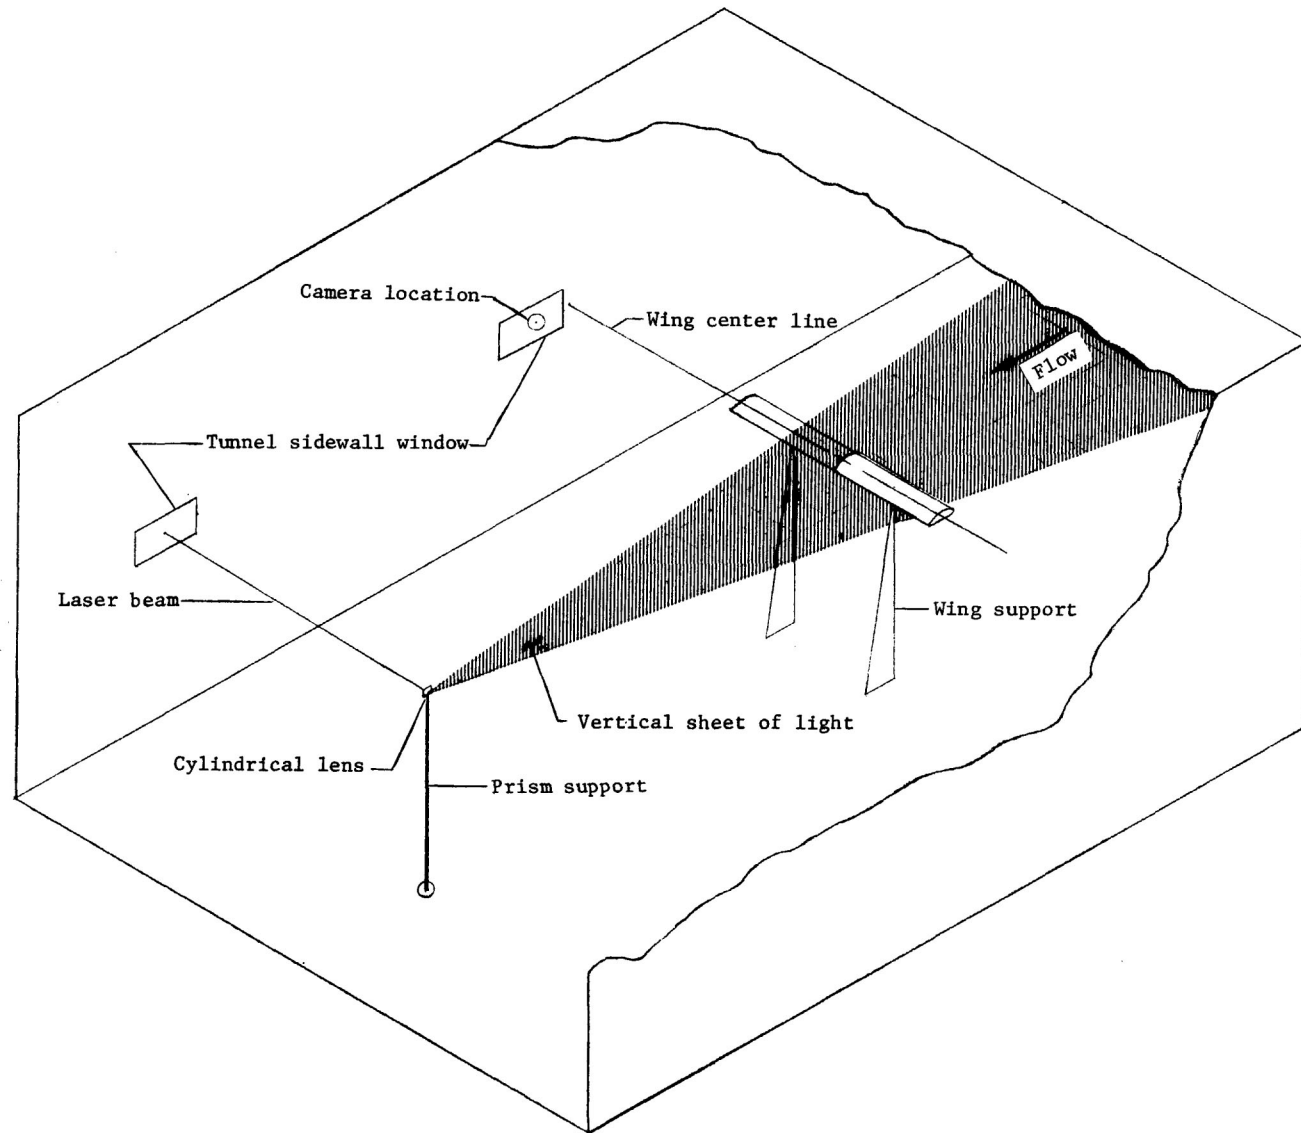 Camera location
Wing center line
Flow
Tunnel sidewall window
Laser beam
Wing support
Vertical sheet of light
Cylindrical lens
Prism support